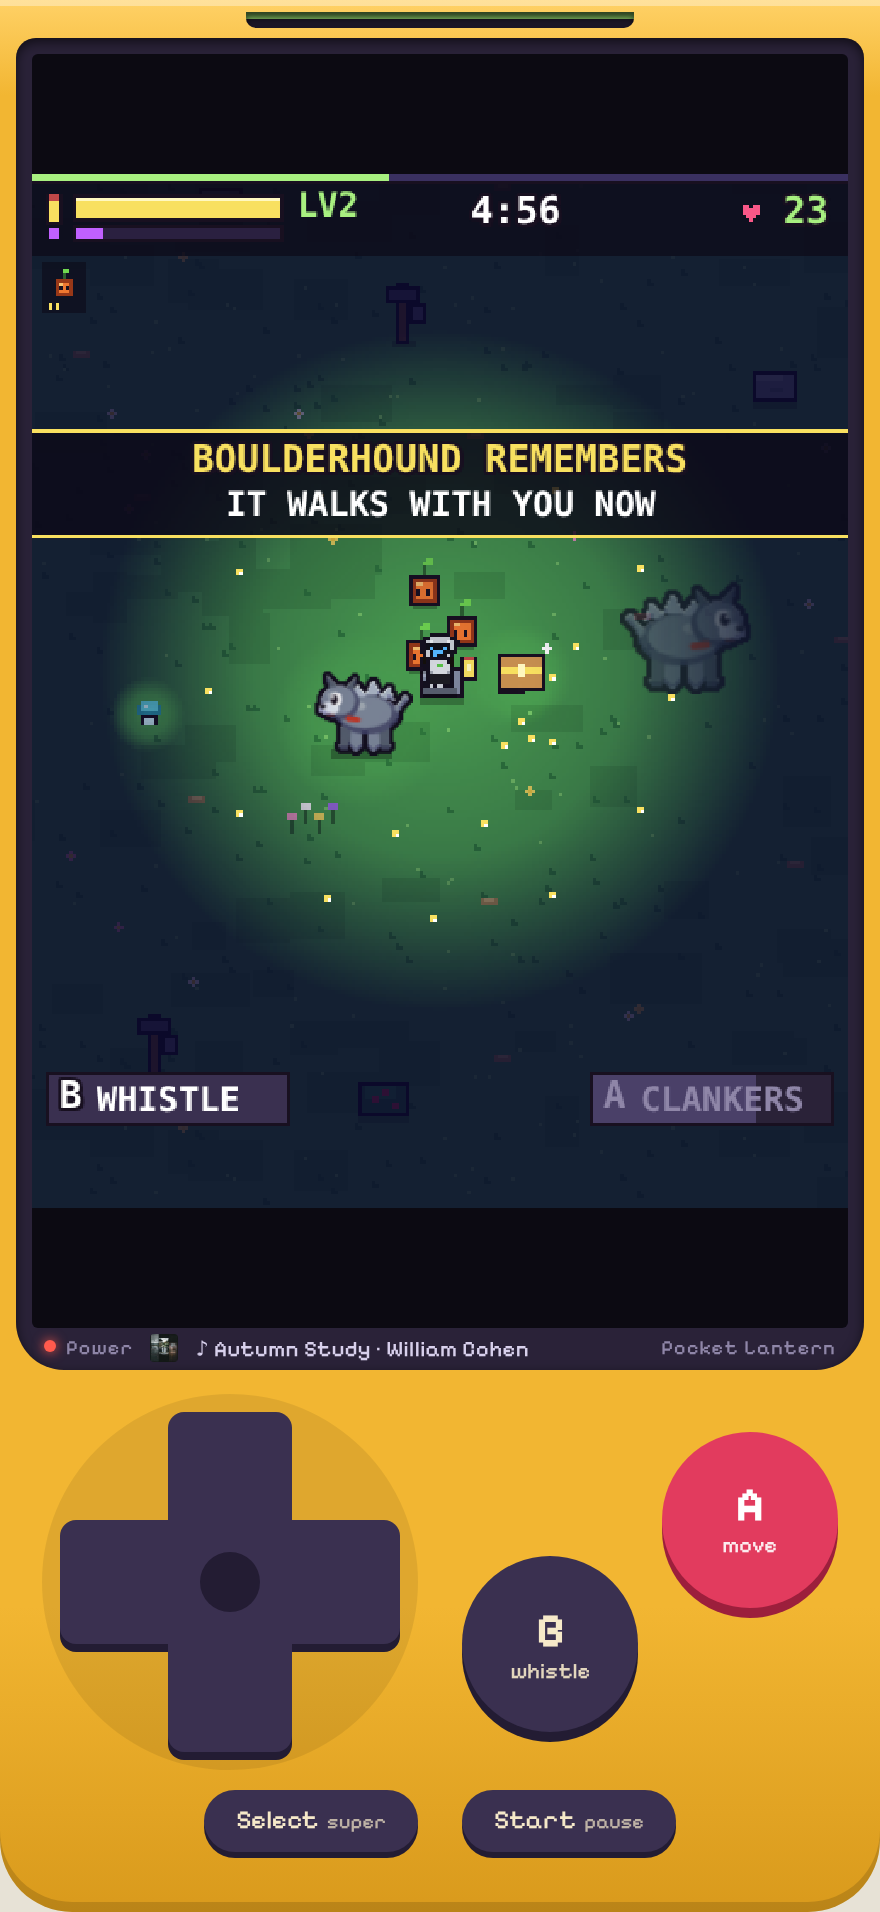 LV2
4:56
23
BOULDERHOUND REMEMBERS
IT WALKS WITH YOU NOW
B WHISTLE
A CLANKERS
Power
♪ Autumn Study · William Cohen
Pocket Lantern
A
move
B
whistle
Select super
Start pause